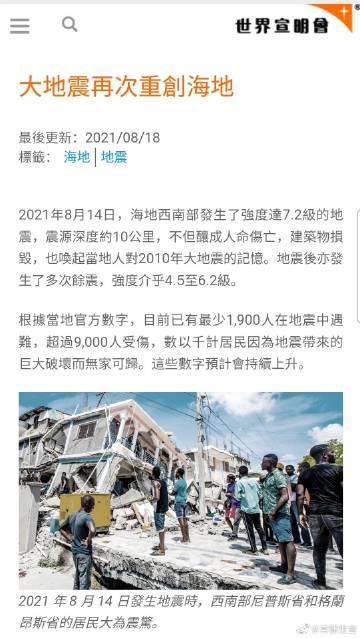 世界宣明會
大地震再次重創海地
最後更新：2021/08/18
標籤： 海地 | 地震
2021年8月14日，海地西南部發生了強度達7.2級的地
震，震源深度約10公里，不但釀成人命傷亡，建築物損
毀，也喚起當地人對2010年大地震的記憶。地震後亦發
生了多次餘震，強度介乎4.5至6.2級。
根據當地官方數字，目前已有最少1,900人在地震中遇
難，超過9,000人受傷，數以千計居民因為地震帶來的
巨大破壞而無家可歸。這些數字預計會持續上升。
2021 年 8 月 14 日發生地震時，西南部尼普斯省和格蘭
昂斯省的居民大為震驚。